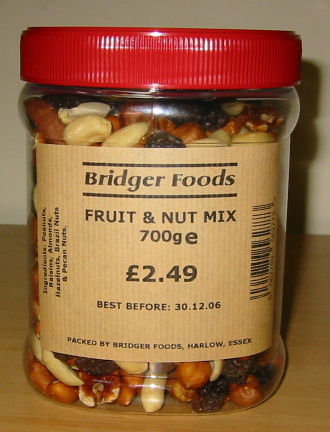 Bridger Foods
FRUIT & NUT MIX
700g ℮
£2.49
BEST BEFORE: 30.12.06
PACKED BY BRIDGER FOODS, HARLOW, ESSEX
Ingredients: Peanuts,
Raisins, Almonds,
Hazelnuts, Brazil Nuts
& Pecan Nuts.